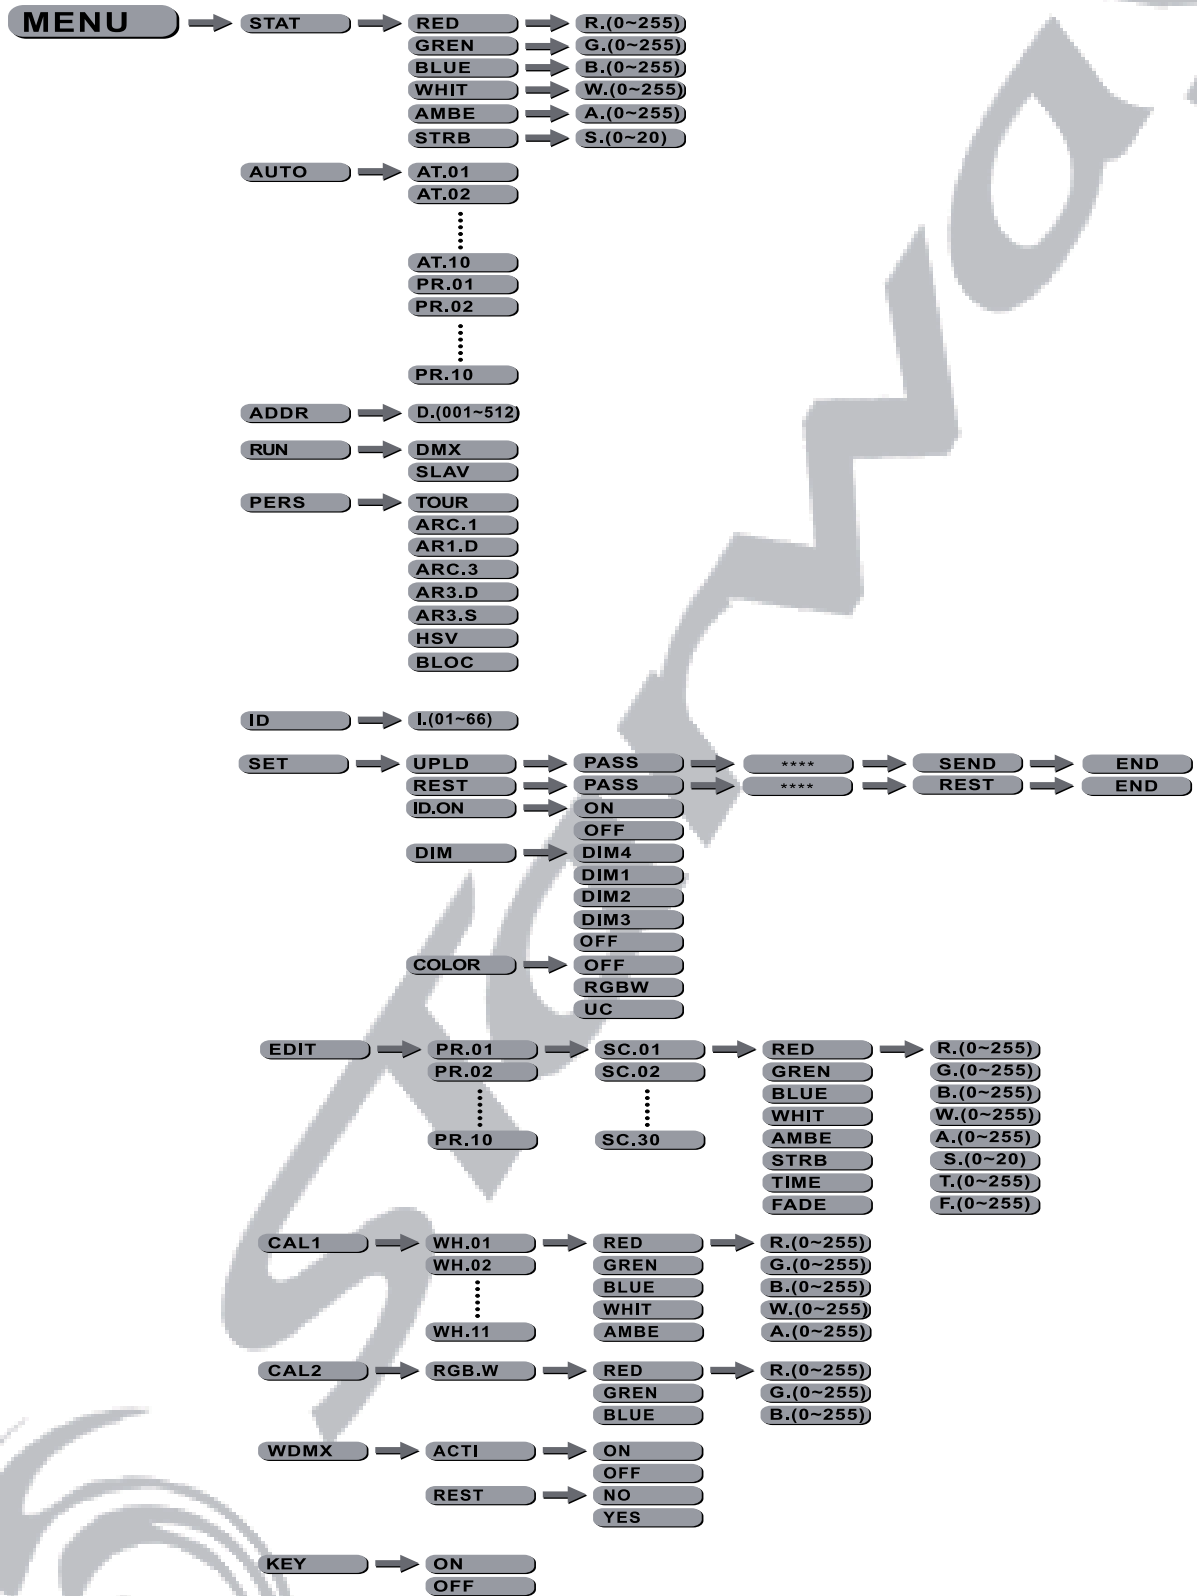 MENU STAT RED R.(0~255)
GREN G.(0~255)
BLUE B.(0~255)
WHIT W.(0~255)
AMBE A.(0~255)
STRB S.(0~20)
AUTO AT.01
AT.02
AT.10
PR.01
PR.02
PR.10
ADDR D.(001~512)
RUN DMX
SLAV
PERS TOUR
ARC.1
AR1.D
ARC.3
AR3.D
AR3.S
HSV
BLOC
ID I.(01~66)
SET UPLD PASS **** SEND END
REST PASS **** REST END
ID.ON ON
OFF
DIM DIM4
DIM1
DIM2
DIM3
OFF
COLOR OFF
RGBW
UC
EDIT PR.01 SC.01 RED R.(0~255)
PR.02 SC.02 GREN G.(0~255)
BLUE B.(0~255)
WHIT W.(0~255)
PR.10 SC.30 AMBE A.(0~255)
STRB S.(0~20)
TIME T.(0~255)
FADE F.(0~255)
CAL1 WH.01 RED R.(0~255)
WH.02 GREN G.(0~255)
BLUE B.(0~255)
WHIT W.(0~255)
WH.11 AMBE A.(0~255)
CAL2 RGB.W RED R.(0~255)
GREN G.(0~255)
BLUE B.(0~255)
WDMX ACTI ON
OFF
REST NO
YES
KEY ON
OFF